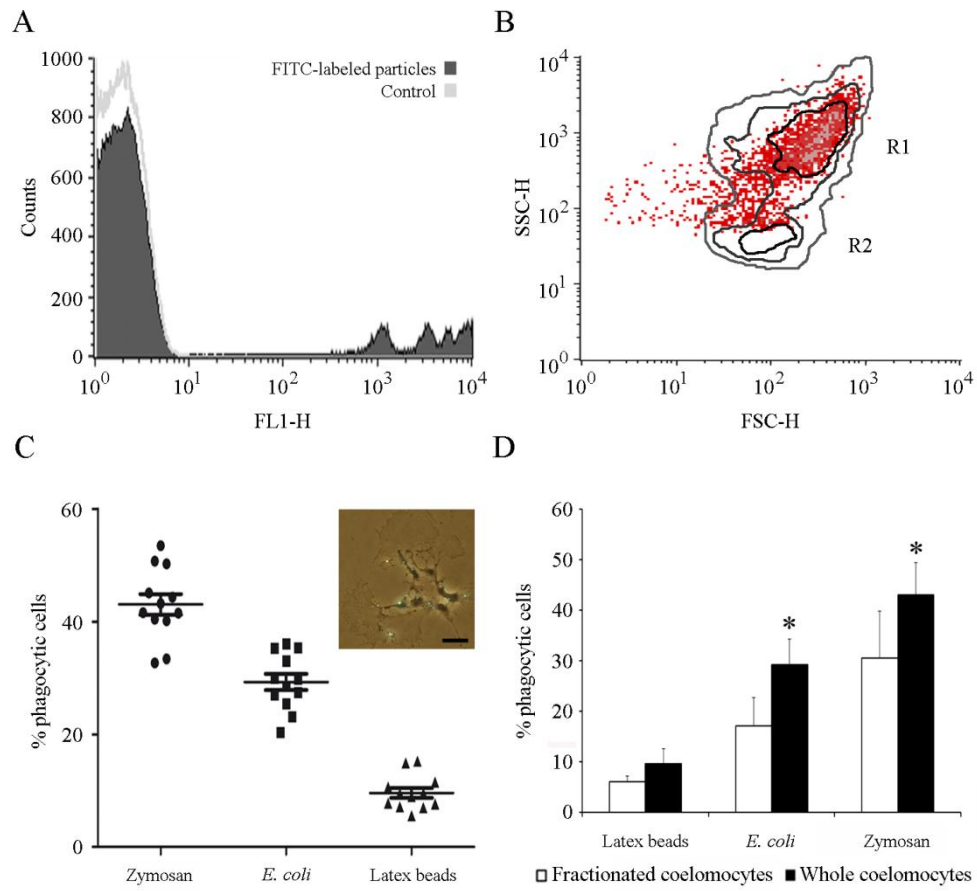 A
1000
800
600
400
200
0
Counts
FITC-labeled particles
Control
10^0 10^1 10^2 10^3 10^4
FL1-H
B
10^4
10^3
10^2
10^1
10^0
SSC-H
R1
R2
10^0 10^1 10^2 10^3 10^4
FSC-H
C
60
40
20
0
% phagocytic cells
Zymosan E. coli Latex beads
D
60
50
40
30
20
10
0
% phagocytic cells
*
*
Latex beads E. coli Zymosan
Fractionated coelomocytes Whole coelomocytes